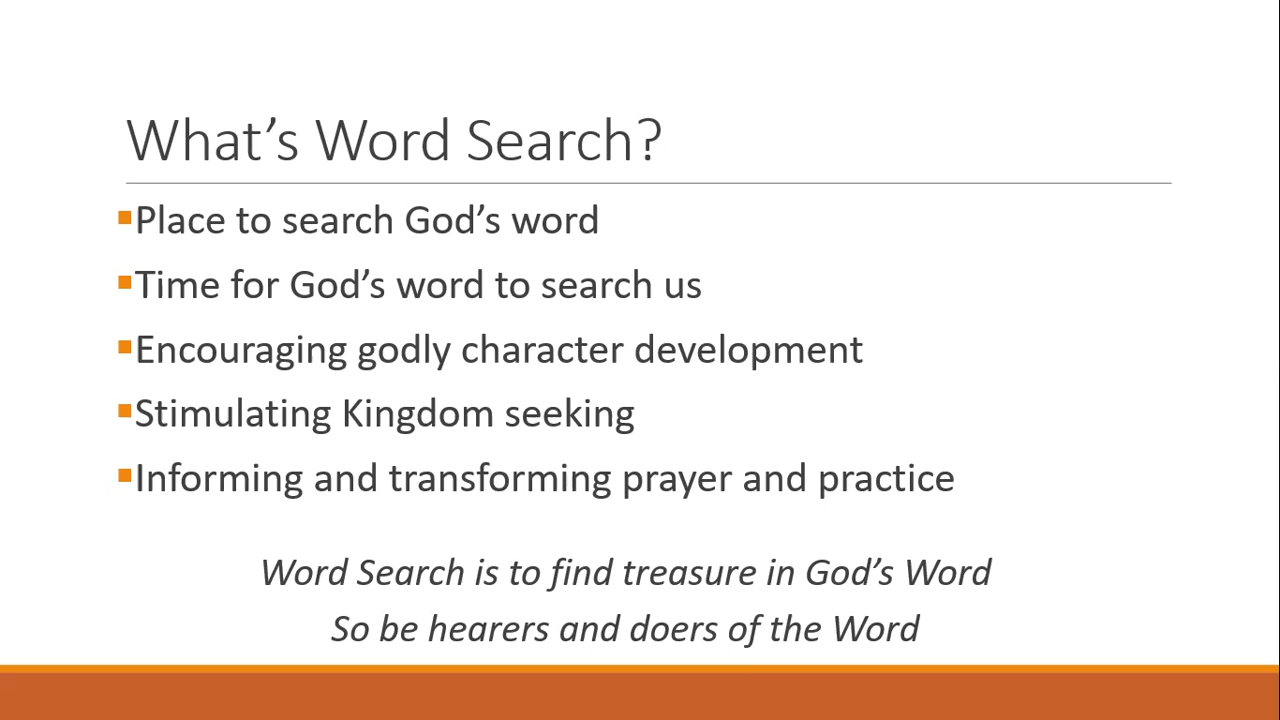 What’s Word Search?
▪Place to search God’s word
▪Time for God’s word to search us
▪Encouraging godly character development
▪Stimulating Kingdom seeking
▪Informing and transforming prayer and practice
Word Search is to find treasure in God’s Word
So be hearers and doers of the Word